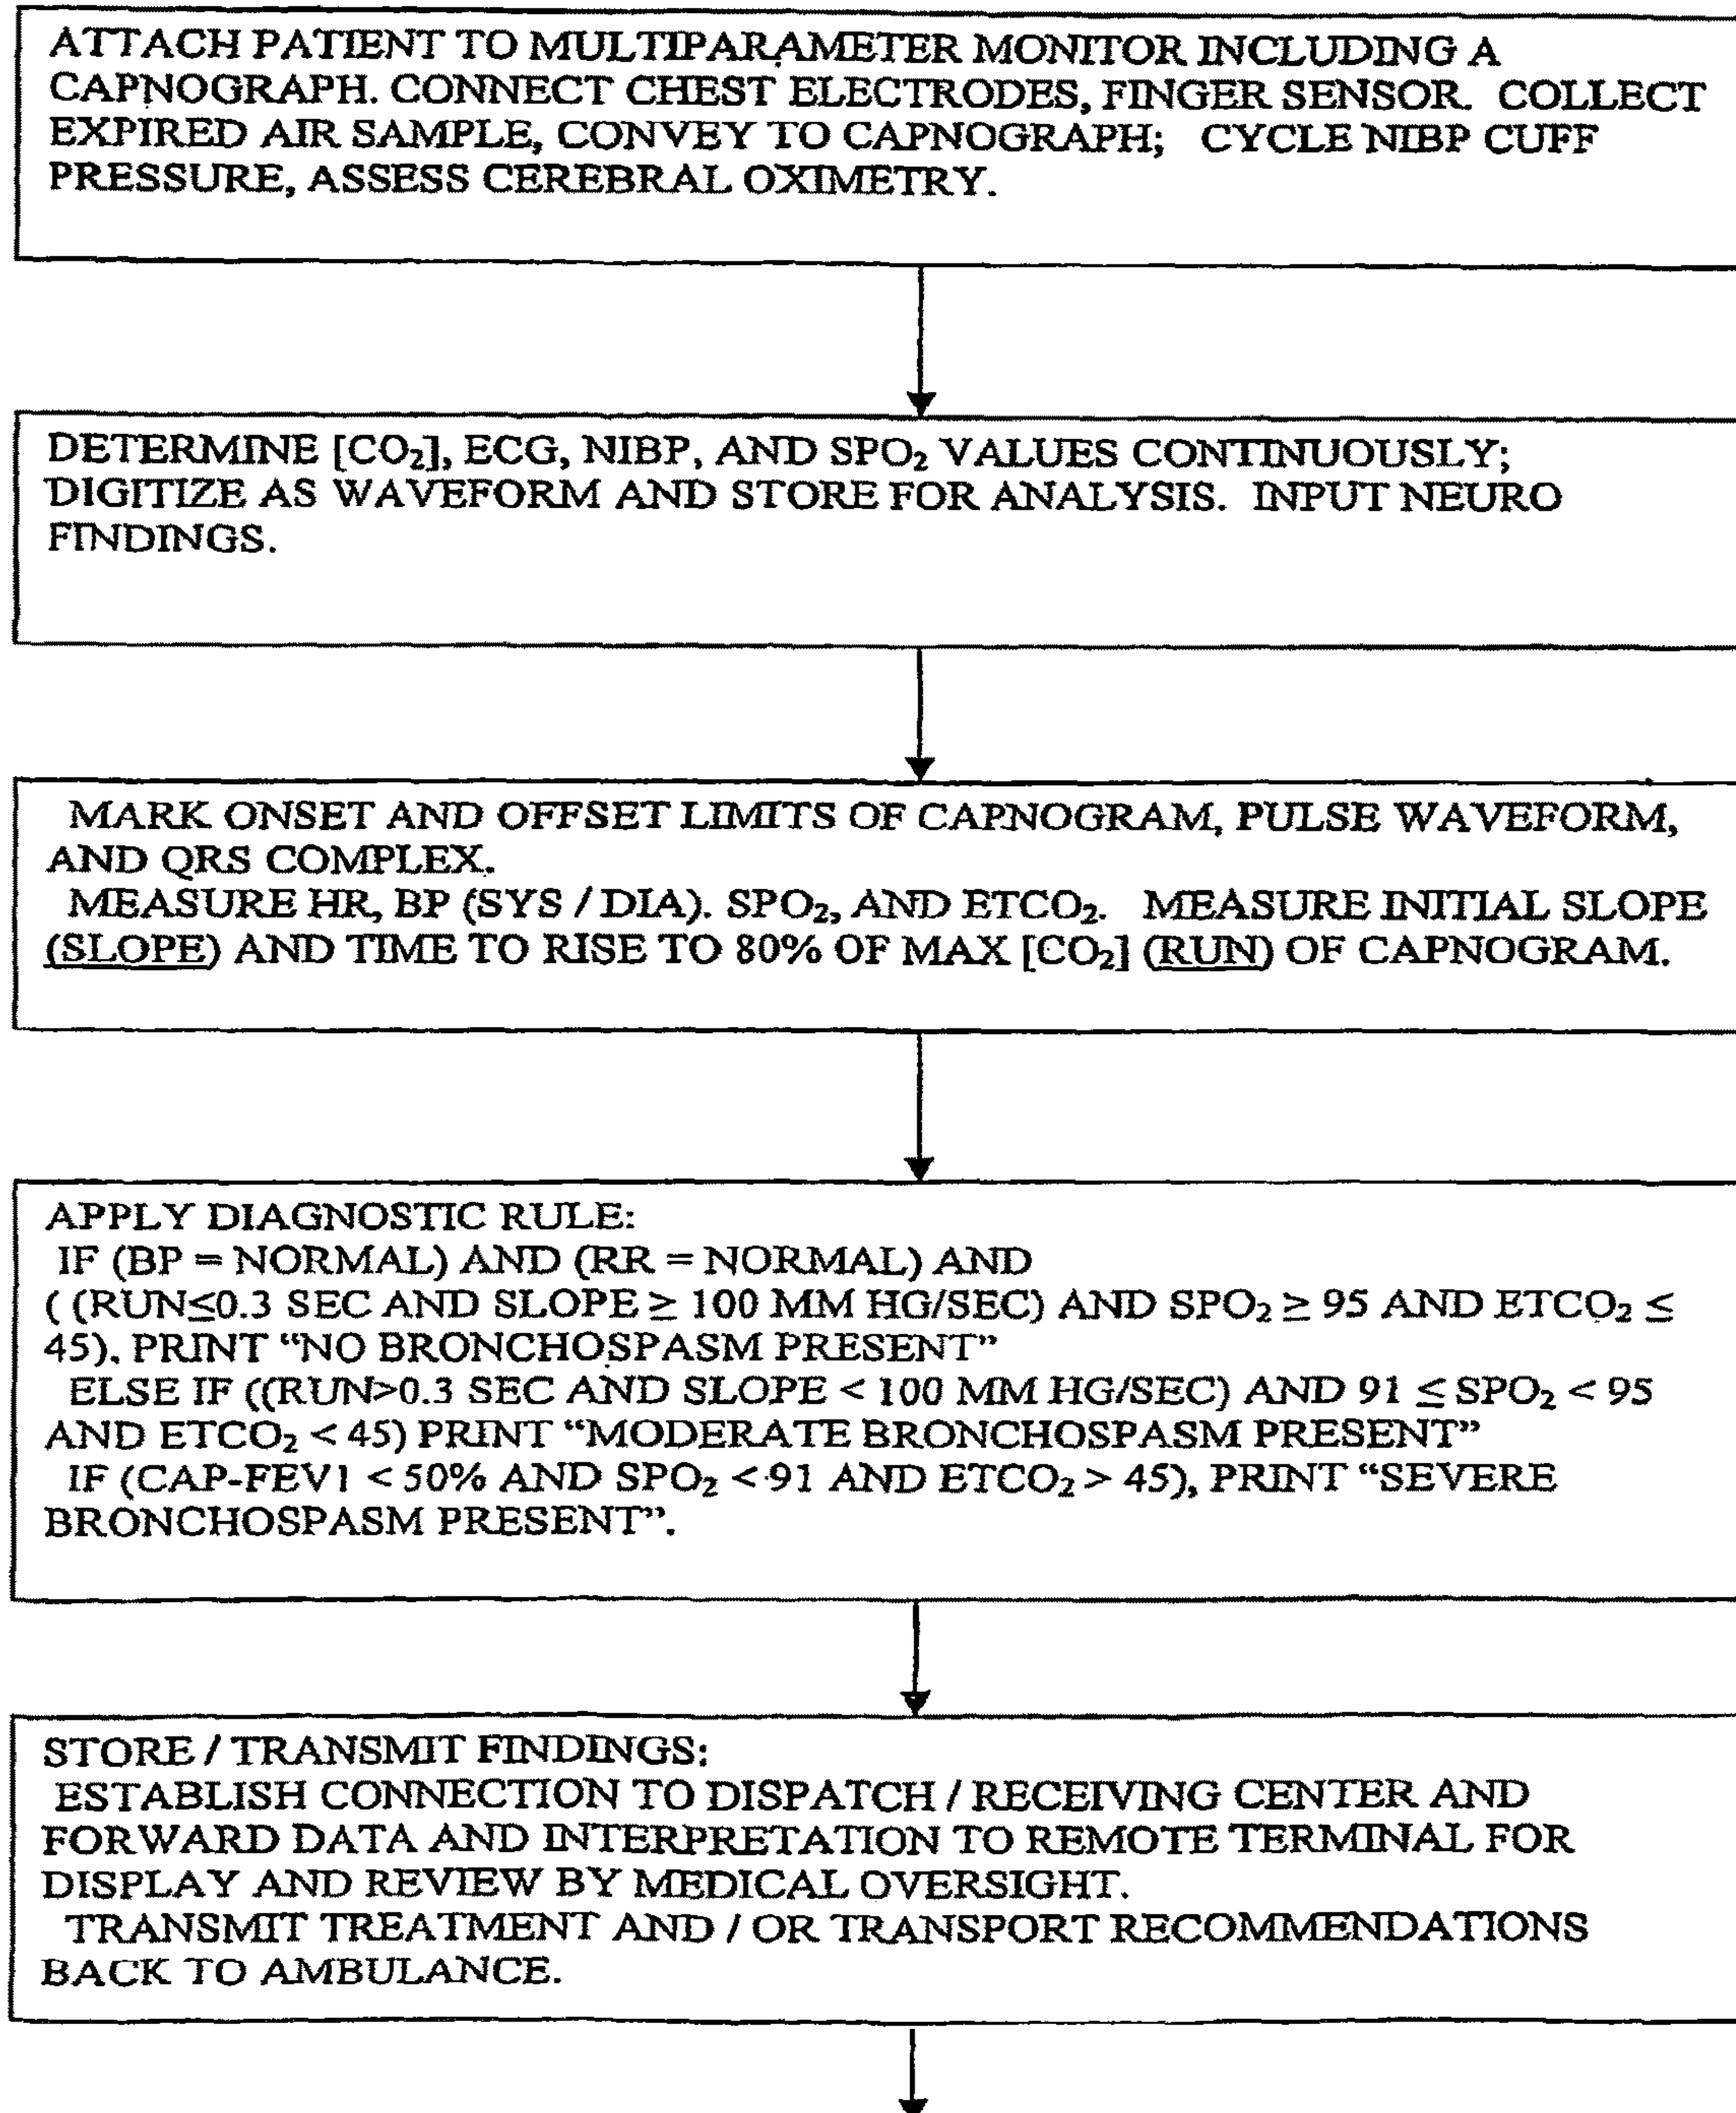 ATTACH PATIENT TO MULTIPARAMETER MONITOR INCLUDING A
CAPNOGRAPH. CONNECT CHEST ELECTRODES, FINGER SENSOR. COLLECT
EXPIRED AIR SAMPLE, CONVEY TO CAPNOGRAPH; CYCLE NIBP CUFF
PRESSURE, ASSESS CEREBRAL OXIMETRY.
DETERMINE [CO₂], ECG, NIBP, AND SPO₂ VALUES CONTINUOUSLY;
DIGITIZE AS WAVEFORM AND STORE FOR ANALYSIS. INPUT NEURO
FINDINGS.
MARK ONSET AND OFFSET LIMITS OF CAPNOGRAM, PULSE WAVEFORM,
AND QRS COMPLEX.
MEASURE HR, BP (SYS / DIA). SPO₂, AND ETCO₂. MEASURE INITIAL SLOPE
(SLOPE) AND TIME TO RISE TO 80% OF MAX [CO₂] (RUN) OF CAPNOGRAM.
APPLY DIAGNOSTIC RULE:
IF (BP = NORMAL) AND (RR = NORMAL) AND
( (RUN≤0.3 SEC AND SLOPE ≥ 100 MM HG/SEC) AND SPO₂ ≥ 95 AND ETCO₂ ≤
45), PRINT “NO BRONCHOSPASM PRESENT”
ELSE IF ((RUN>0.3 SEC AND SLOPE < 100 MM HG/SEC) AND 91 ≤ SPO₂ < 95
AND ETCO₂ < 45) PRINT “MODERATE BRONCHOSPASM PRESENT”
IF (CAP-FEV1 < 50% AND SPO₂ < 91 AND ETCO₂ > 45), PRINT “SEVERE
BRONCHOSPASM PRESENT”.
STORE / TRANSMIT FINDINGS:
ESTABLISH CONNECTION TO DISPATCH / RECEIVING CENTER AND
FORWARD DATA AND INTERPRETATION TO REMOTE TERMINAL FOR
DISPLAY AND REVIEW BY MEDICAL OVERSIGHT.
TRANSMIT TREATMENT AND / OR TRANSPORT RECOMMENDATIONS
BACK TO AMBULANCE.